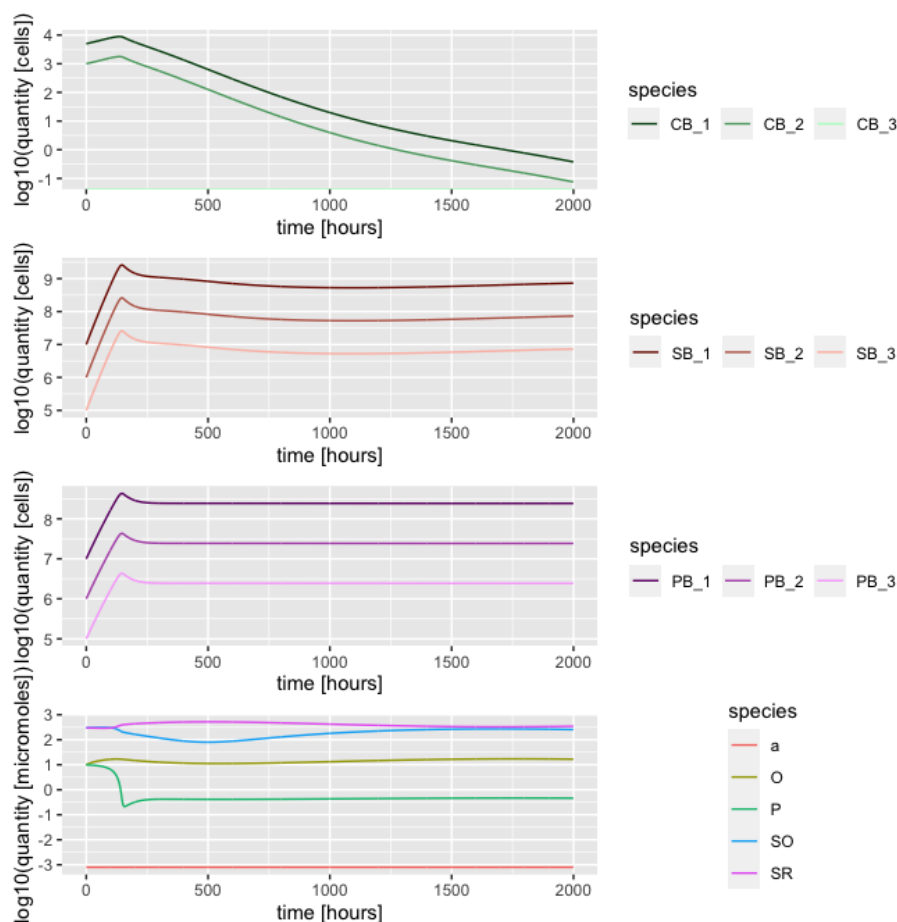 log10(quantity [cells])
4
3
2
1
0
-1
0 500 1000 1500 2000
time [hours]
species
CB_1 CB_2 CB_3
log10(quantity [cells])
9
8
7
6
5
0 500 1000 1500 2000
time [hours]
species
SB_1 SB_2 SB_3
log10(quantity [cells])
8
7
6
5
0 500 1000 1500 2000
time [hours]
species
PB_1 PB_2 PB_3
log10(quantity [micromoles])
3
2
1
0
-1
-2
-3
0 500 1000 1500 2000
time [hours]
species
a
O
P
SO
SR